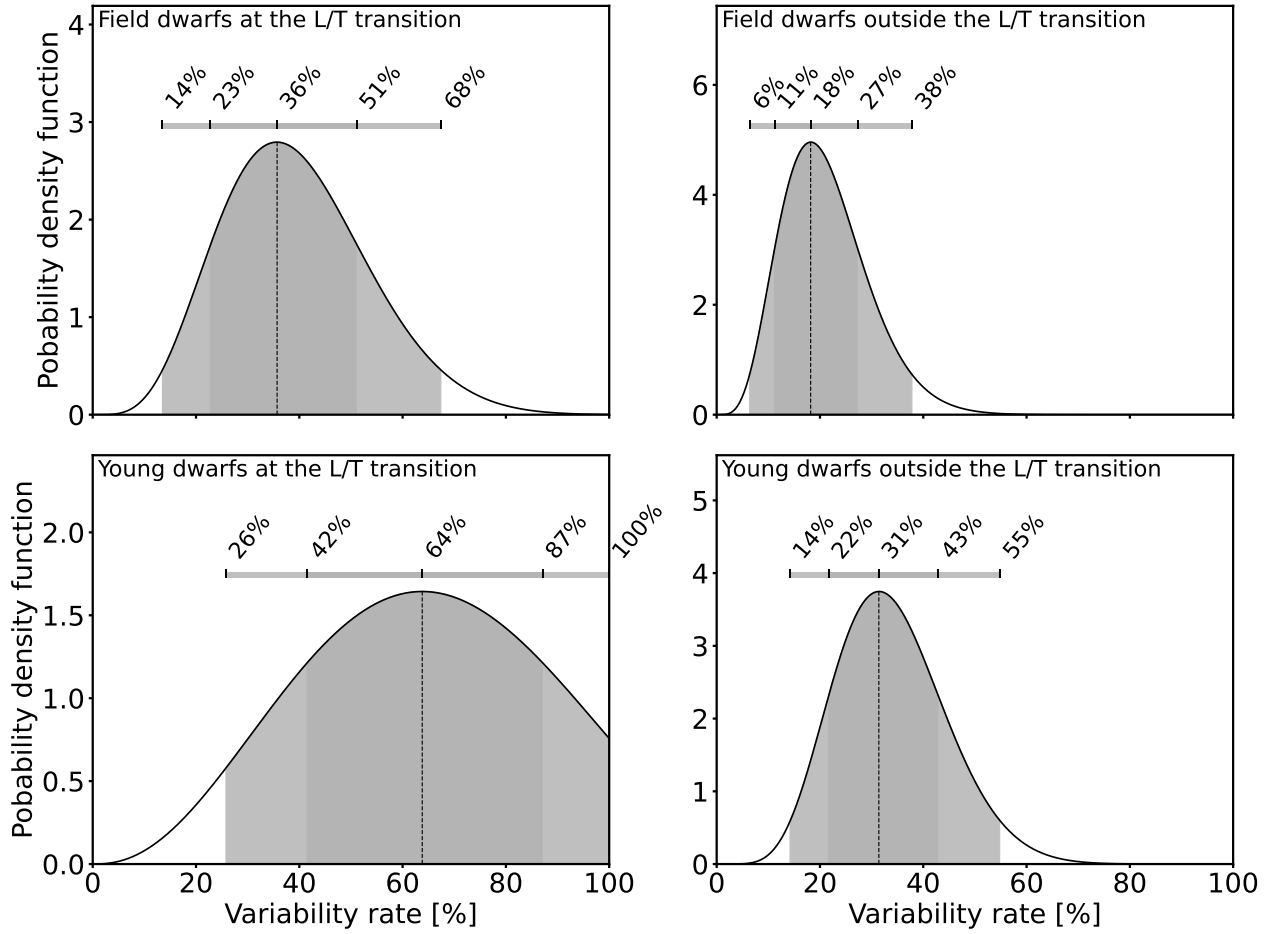 Field dwarfs at the L/T transition
14% 23% 36% 51% 68%
Pobability density function
4
3
2
1
0
Field dwarfs outside the L/T transition
6% 11% 18% 27% 38%
6
4
2
0
Young dwarfs at the L/T transition
26% 42% 64% 87% 100%
Pobability density function
2.0
1.5
1.0
0.5
0.0
0 20 40 60 80 100
Variability rate [%]
Young dwarfs outside the L/T transition
14% 22% 31% 43% 55%
5
4
3
2
1
0
0 20 40 60 80 100
Variability rate [%]